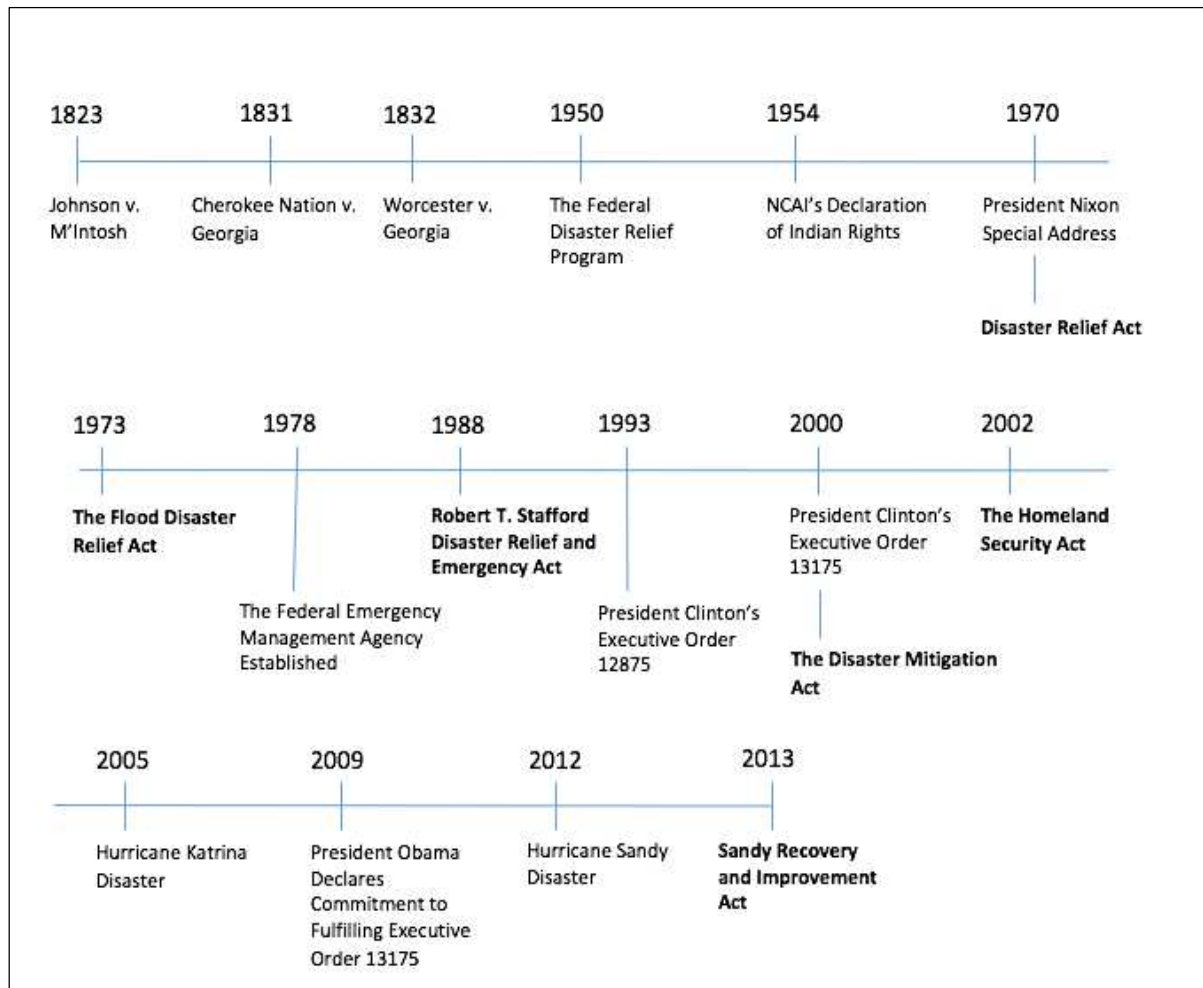 1823
1831
1832
1950
1954
1970
Johnson v.
M'Intosh
Cherokee Nation v.
Georgia
Worcester v.
Georgia
The Federal
Disaster Relief
Program
NCAI's Declaration
of Indian Rights
President Nixon
Special Address
Disaster Relief Act
1973
1978
1988
1993
2000
2002
The Flood Disaster
Relief Act
The Federal Emergency
Management Agency
Established
Robert T. Stafford
Disaster Relief and
Emergency Act
President Clinton's
Executive Order
12875
President Clinton's
Executive Order
13175
The Disaster Mitigation
Act
The Homeland
Security Act
2005
2009
2012
2013
Hurricane Katrina
Disaster
President Obama
Declares
Commitment to
Fulfilling Executive
Order 13175
Hurricane Sandy
Disaster
Sandy Recovery
and Improvement
Act